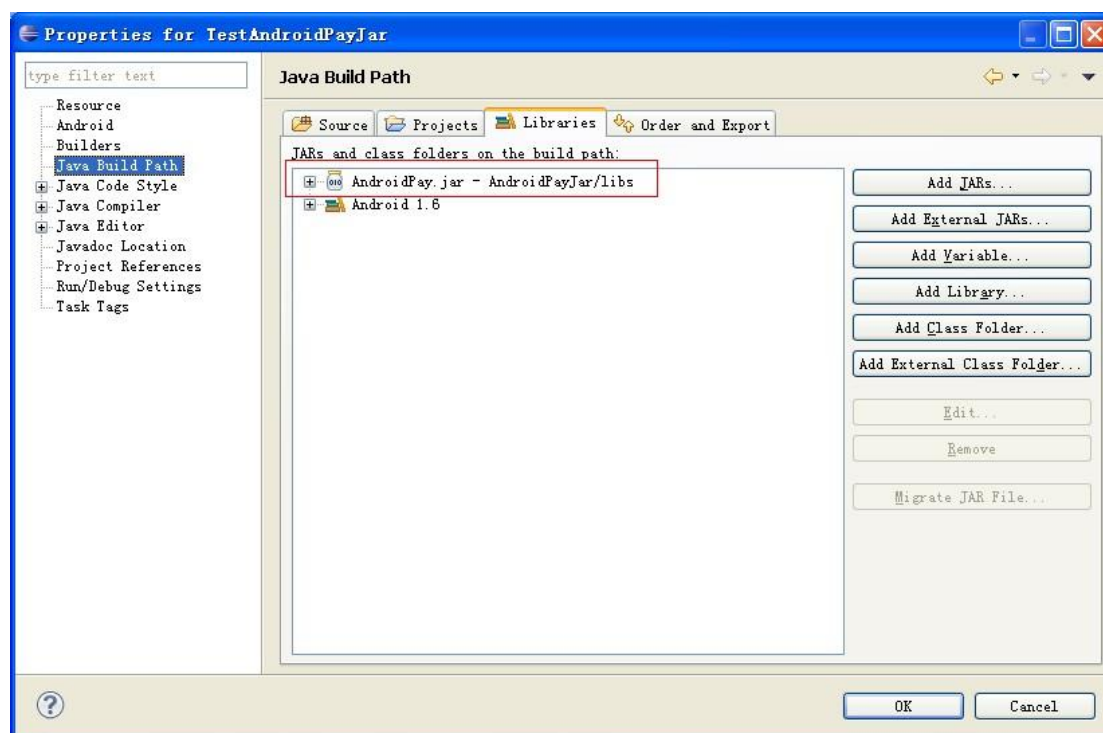 Properties for TestAndroidPayJar
type filter text
Resource
Android
Builders
Java Build Path
Java Code Style
Java Compiler
Java Editor
Javadoc Location
Project References
Run/Debug Settings
Task Tags
Java Build Path
Source Projects Libraries Order and Export
JARs and class folders on the build path:
AndroidPay.jar - AndroidPayJar/libs
Android 1.6
Add JARs...
Add External JARs...
Add Variable...
Add Library...
Add Class Folder...
Add External Class Folder...
Edit...
Remove
Migrate JAR File...
OK Cancel